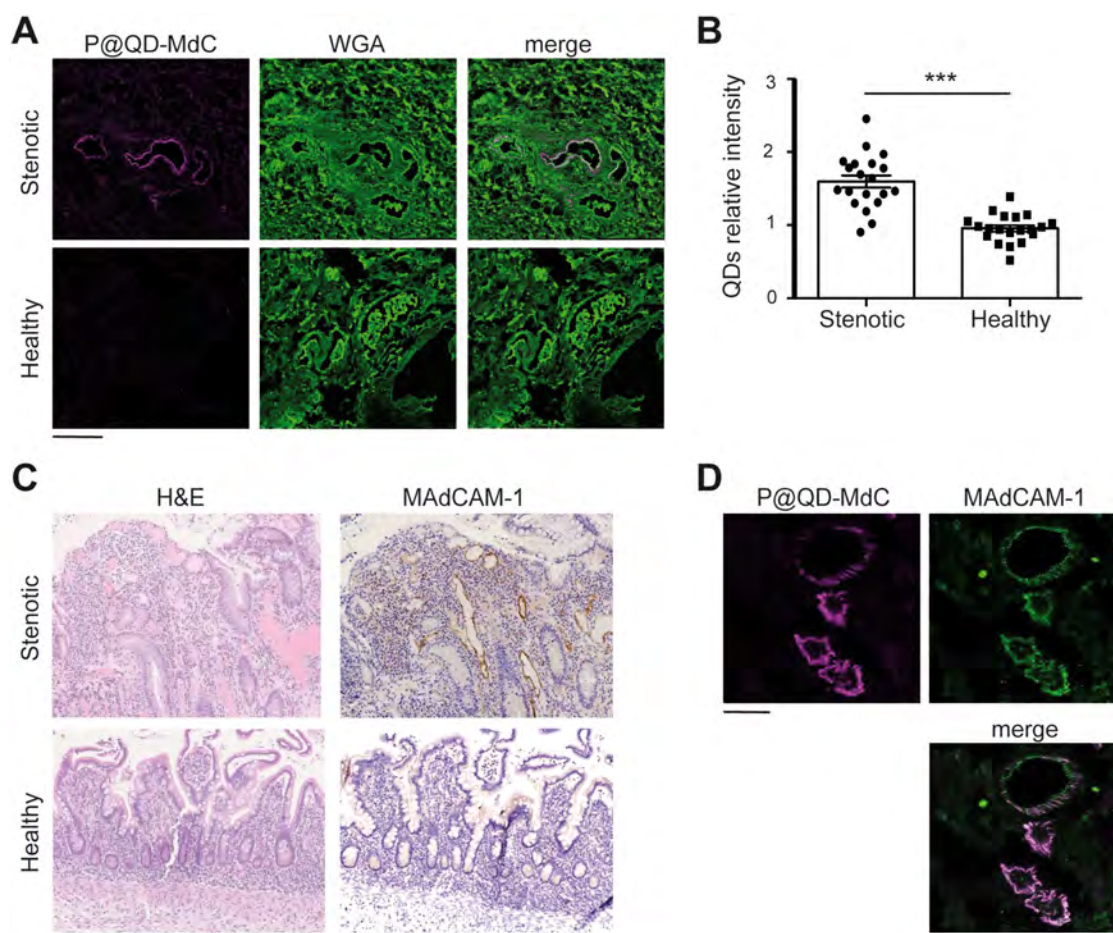 A
P@QD-MdC WGA merge
Stenotic
Healthy
B
QDs relative intensity
3
2
1
0
***
Stenotic Healthy
C
H&E MAdCAM-1
Stenotic
Healthy
D
P@QD-MdC MAdCAM-1
merge